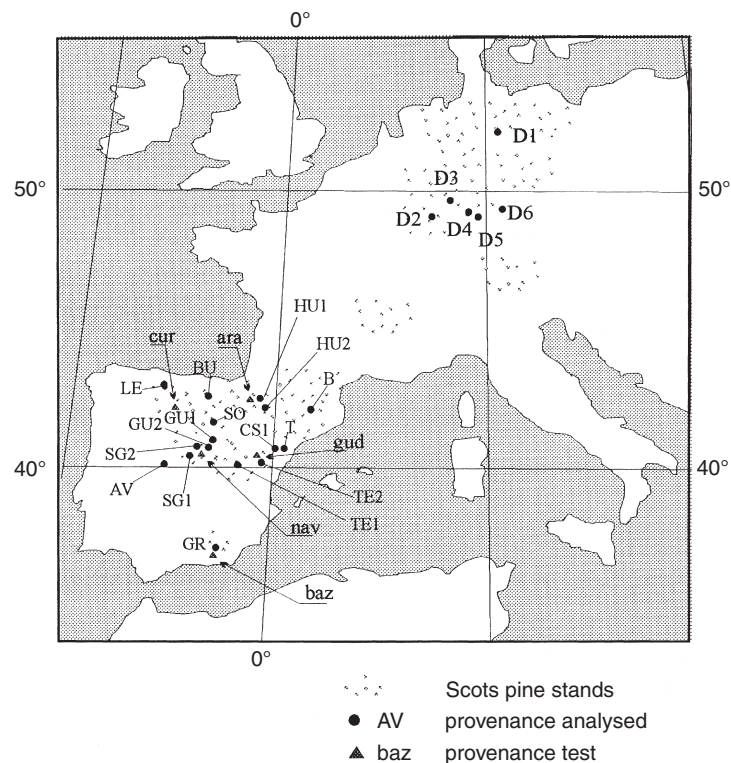 0°
50°
50°
D1
D3
D2
D4
D6
D5
HU1
cur
ara
HU2
BU
B
LE
GU1
SO
GU2
CS1
T
gud
SG2
40°
40°
AV
SG1
TE2
TE1
nav
GR
baz
0°
Scots pine stands
AV provenance analysed
baz provenance test